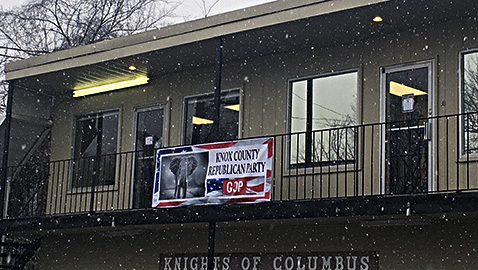 KNOX COUNTY
REPUBLICAN PARTY
GOP
KNIGHTS OF COLUMBUS